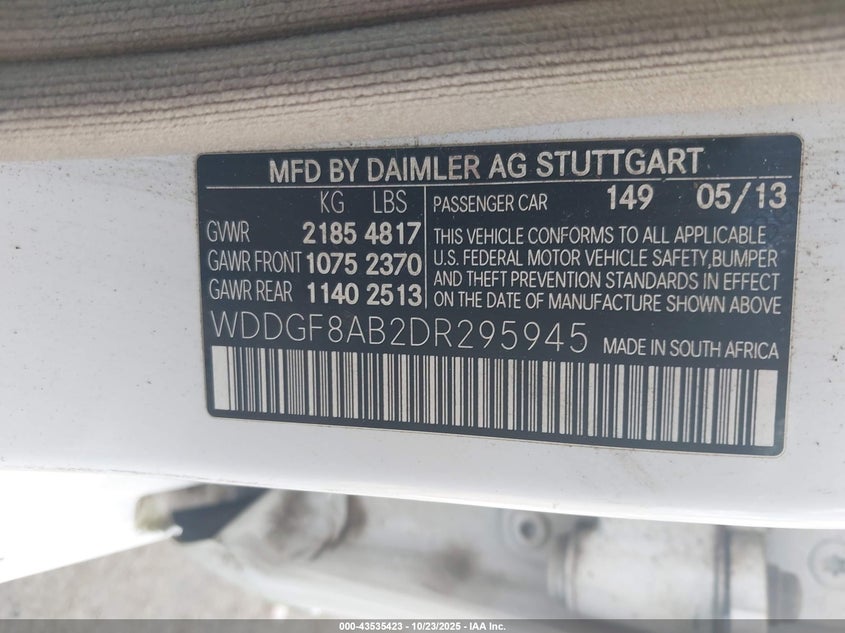 MFD BY DAIMLER AG STUTTGART
KG LBS
GVWR 2185 4817
GAWR FRONT 1075 2370
GAWR REAR 1140 2513
PASSENGER CAR 149 05/13
THIS VEHICLE CONFORMS TO ALL APPLICABLE
U.S. FEDERAL MOTOR VEHICLE SAFETY,BUMPER
AND THEFT PREVENTION STANDARDS IN EFFECT
ON THE DATE OF MANUFACTURE SHOWN ABOVE
WDDGF8AB2DR295945 MADE IN SOUTH AFRICA
000-43535423 - 10/23/2025 - IAA Inc.